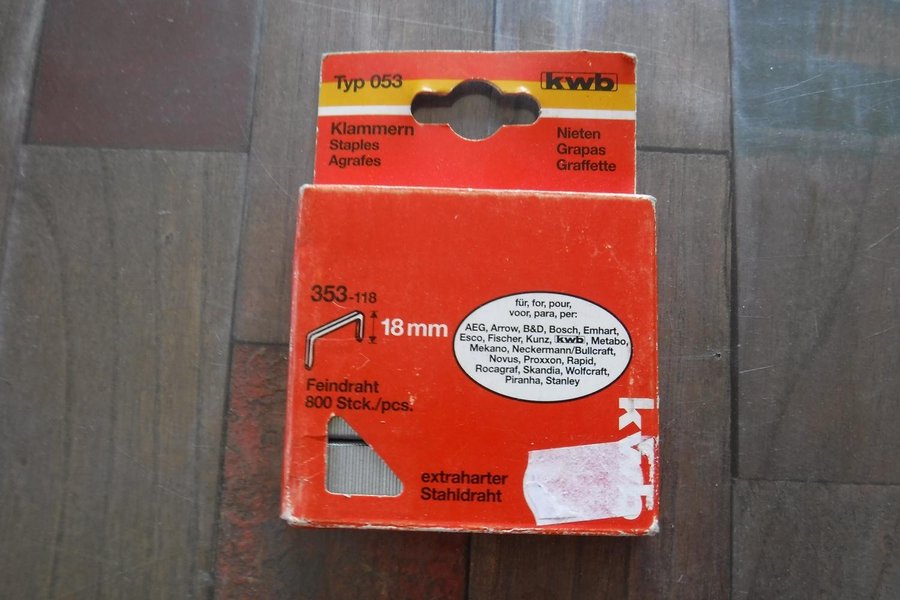 Typ 053
kwb
Klammern
Staples
Agrafes
Nieten
Grapas
Graffette
353-118
18mm
Feindraht
800 Stck./pcs.
für, for, pour,
voor, para, per:
AEG, Arrow, B&D, Bosch, Emhart,
Esco, Fischer, Kunz, kwb, Metabo,
Mekano, Neckermann/Bullcraft,
Novus, Proxxon, Rapid,
Rocagraf, Skandia, Wolfcraft,
Piranha, Stanley
extraharter
Stahldraht
kwb